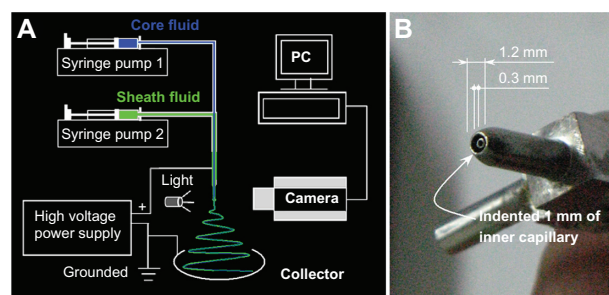 A
Core fluid
Syringe pump 1
Sheath fluid
Syringe pump 2
PC
Light
Camera
+
High voltage
power supply
Grounded
Collector
B
1.2 mm
0.3 mm
Indented 1 mm of
inner capillary